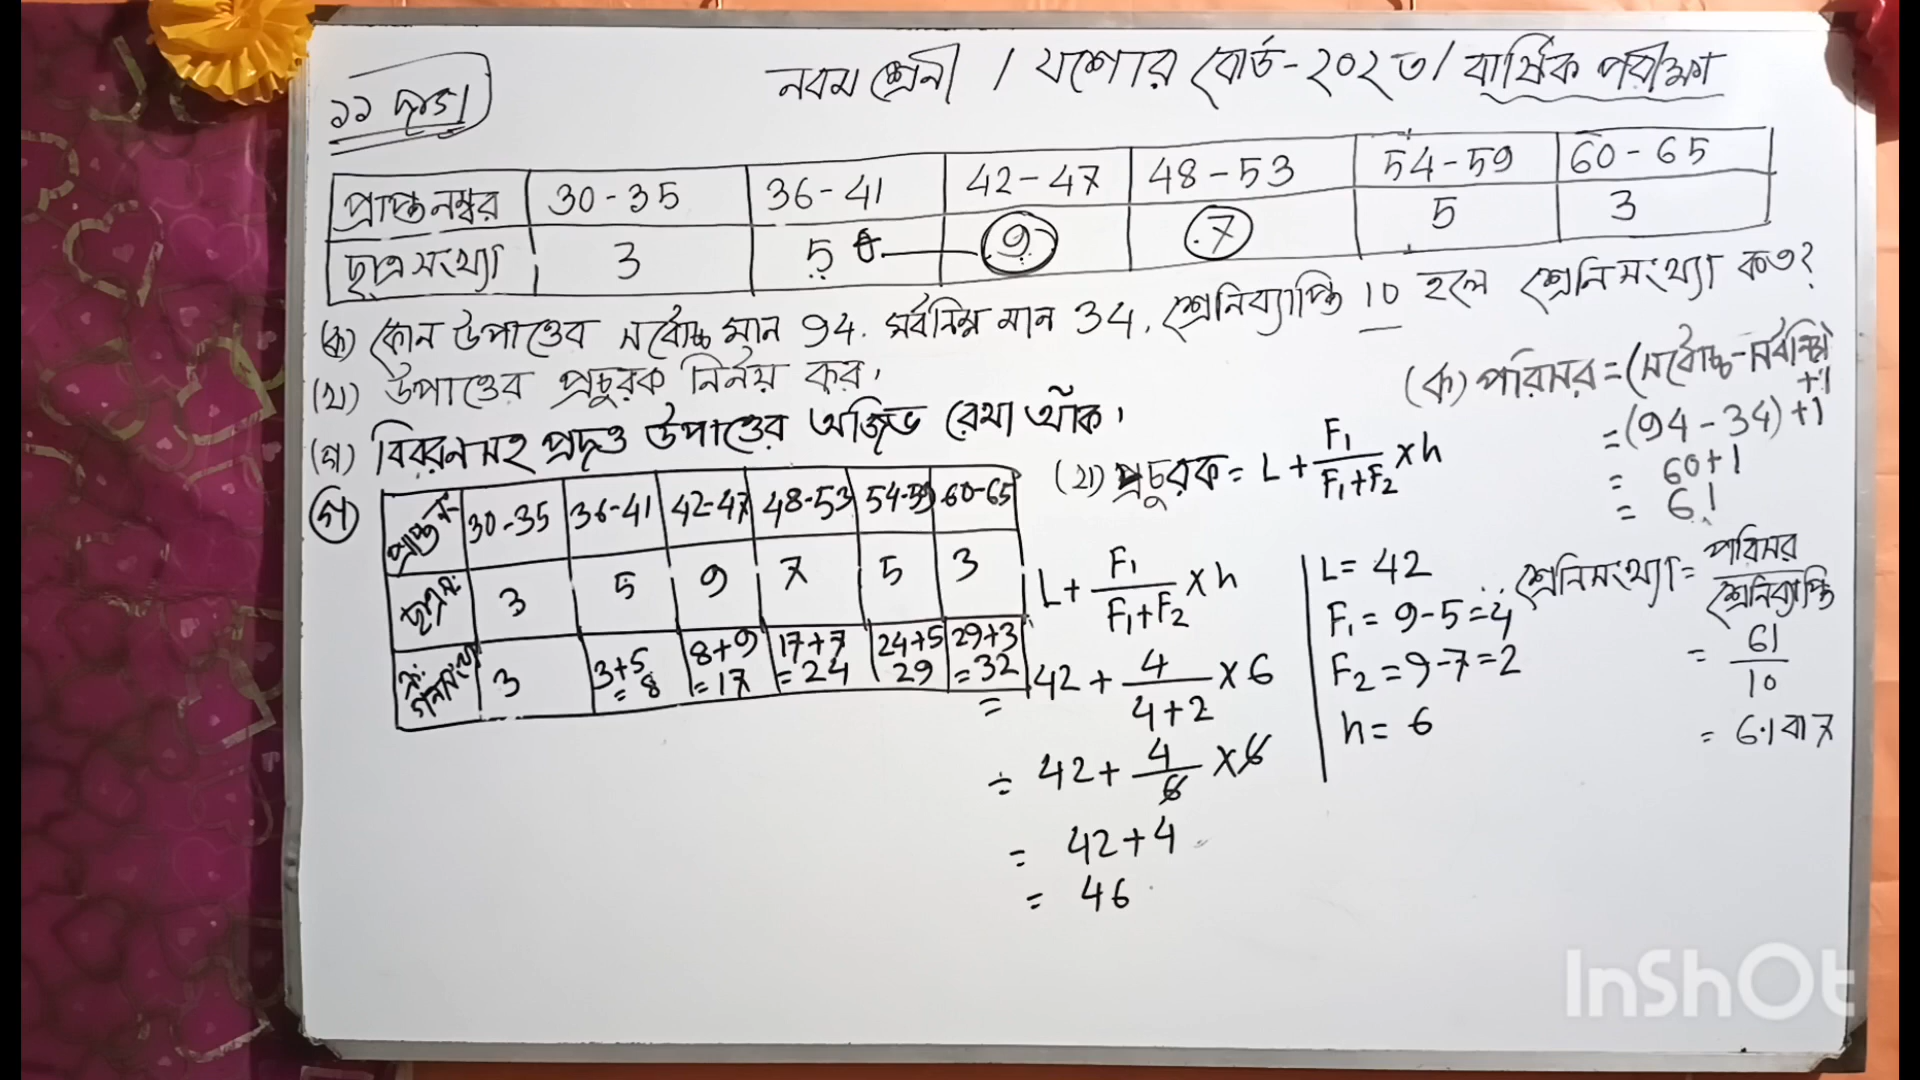 নবম শ্রেনী / যশোর বোর্ড-২০২৩/ বার্ষিক পরীক্ষা
১১ দাগ।
প্রাপ্ত নম্বর 30-35 36-41 42-47 48-53 54-59 60-65
ছাত্র সংখ্যা 3 5 9 7 5 3
(ক) কোন উপাত্তের সর্বোচ্চ মান 94. সর্বনিম্ন মান 34, শ্রেনিব্যাপ্তি 10 হলে শ্রেনি সংখ্যা কত?
(খ) উপাত্তের প্রচুরক নির্নয় কর।
(গ) বিবরনসহ প্রদত্ত উপাত্তের অজিভ রেখা আঁক।
(গ)
প্রাপ্ত নং 30-35 36-41 42-47 48-53 54-59 60-65
ছাত্র সং 3 5 9 7 5 3
ক্র: গনসংখ্যা 3 3+5 = 8 8+9 = 17 17+7 = 24 24+5 29 29+3 = 32
(খ) প্রচুরক = L + F₁/(F₁+F₂) × h
L + F₁/(F₁+F₂) × h
= 42 + 4/(4+2) × 6
= 42 + 4/6 × 6
= 42 + 4
= 46
L = 42
F₁ = 9-5 = 4
F₂ = 9-7 = 2
h = 6
(ক) পরিসর = (সর্বোচ্চ - সর্বনিম্ন
+1
= (94 - 34) + 1
= 60+1
= 61
শ্রেনিসংখ্যা = পরিসর/শ্রেনিব্যাপ্তি
= 61/10
= 6.1 বা 7
InShOt